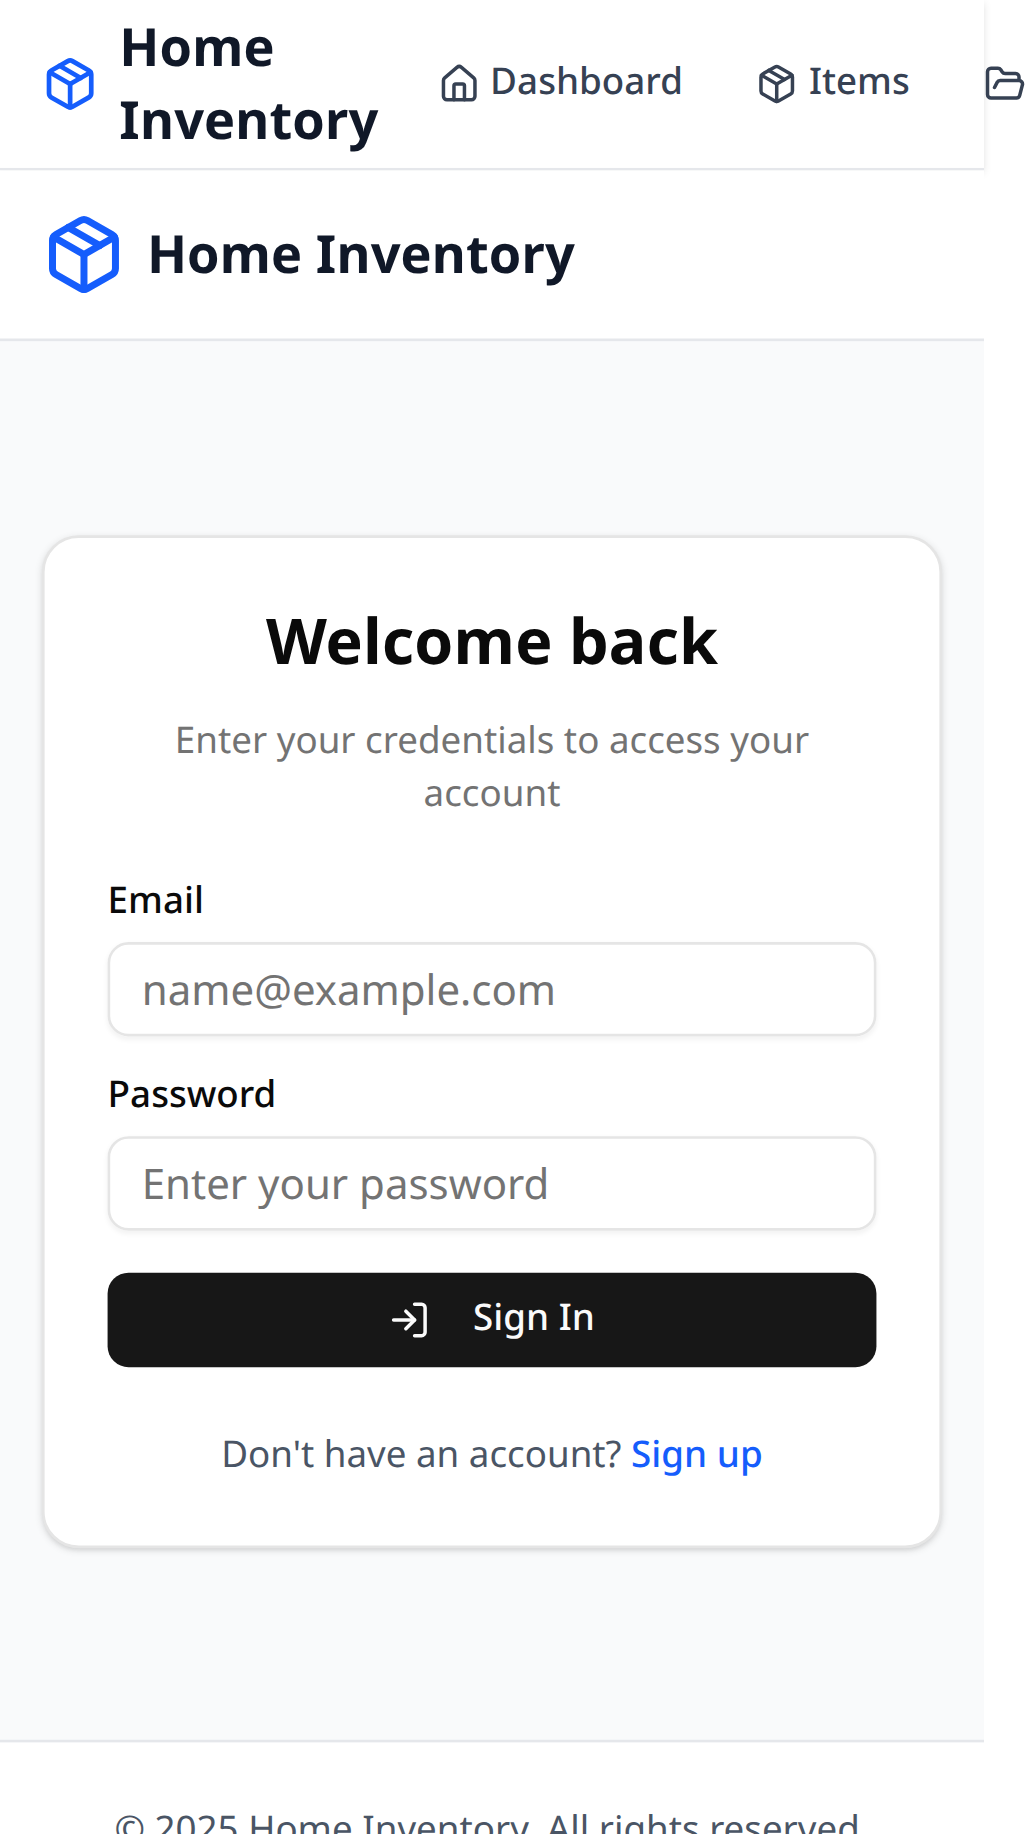 Home
Inventory
Dashboard
Items
Home Inventory
Welcome back
Enter your credentials to access your
account
Email
name@example.com
Password
Enter your password
Sign In
Don't have an account? Sign up
© 2025 Home Inventory. All rights reserved